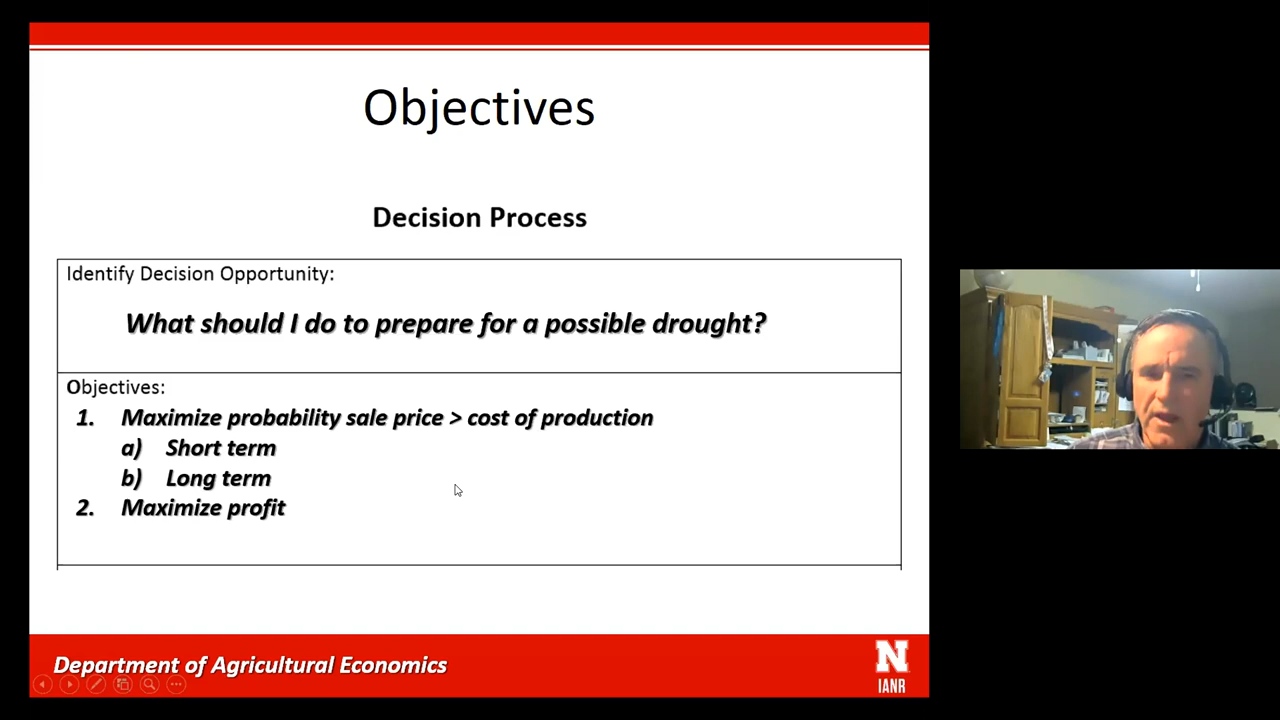 Objectives
Decision Process
Identify Decision Opportunity:
What should I do to prepare for a possible drought?
Objectives:
1. Maximize probability sale price > cost of production
a) Short term
b) Long term
2. Maximize profit
Department of Agricultural Economics
N
IANR